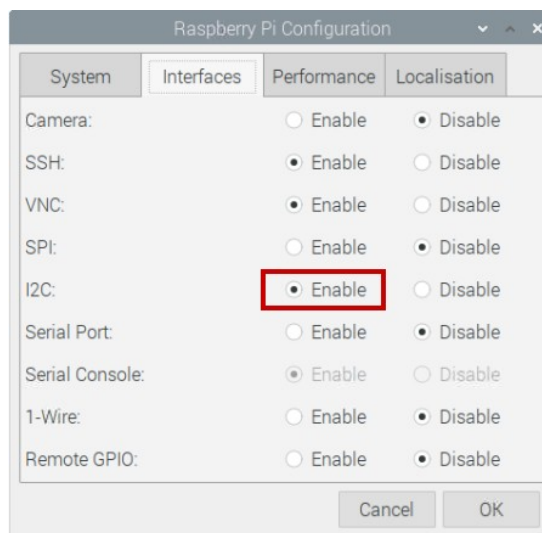 Raspberry Pi Configuration
System Interfaces Performance Localisation
Camera: Enable Disable
SSH: Enable Disable
VNC: Enable Disable
SPI: Enable Disable
I2C: Enable Disable
Serial Port: Enable Disable
Serial Console: Enable Disable
1-Wire: Enable Disable
Remote GPIO: Enable Disable
Cancel OK